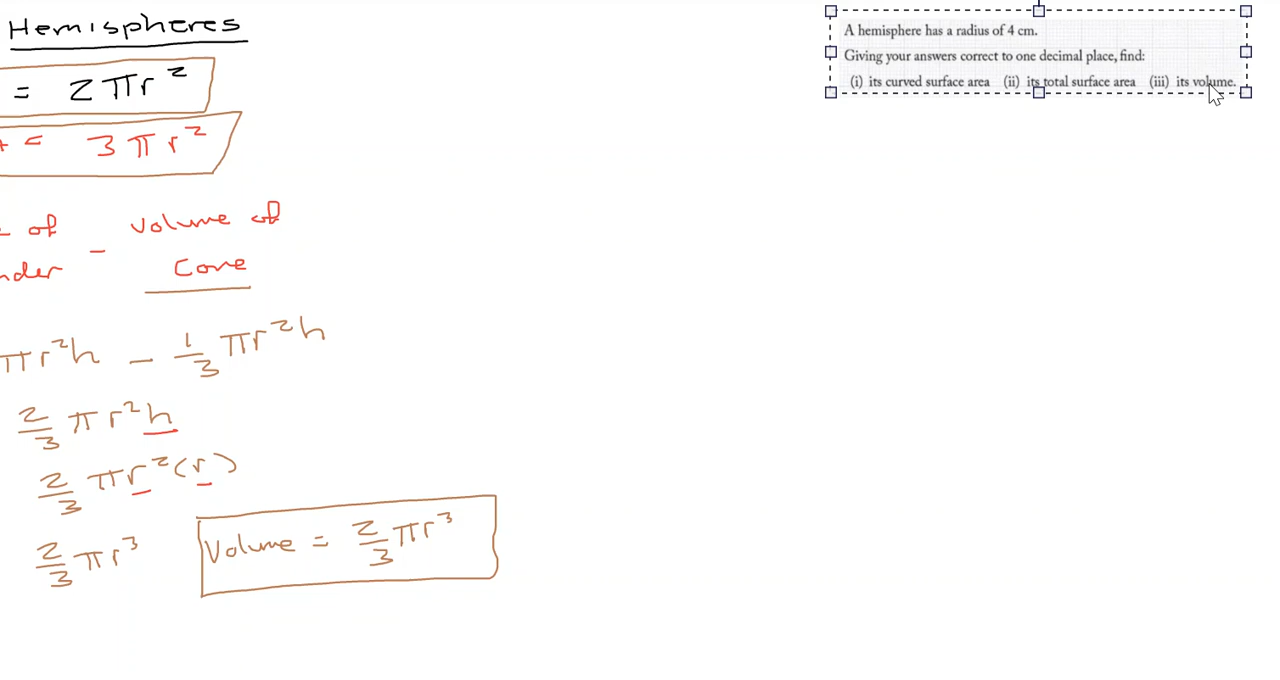 Hemispheres
= 2πr²
= 3πr²
of - Volume of
Cone
πr²h - 1/3 πr²h
2/3 πr²h
2/3 πr²(r)
2/3 πr³
Volume = 2/3 πr³
A hemisphere has a radius of 4 cm.
Giving your answers correct to one decimal place, find:
(i) its curved surface area (ii) its total surface area (iii) its volume.